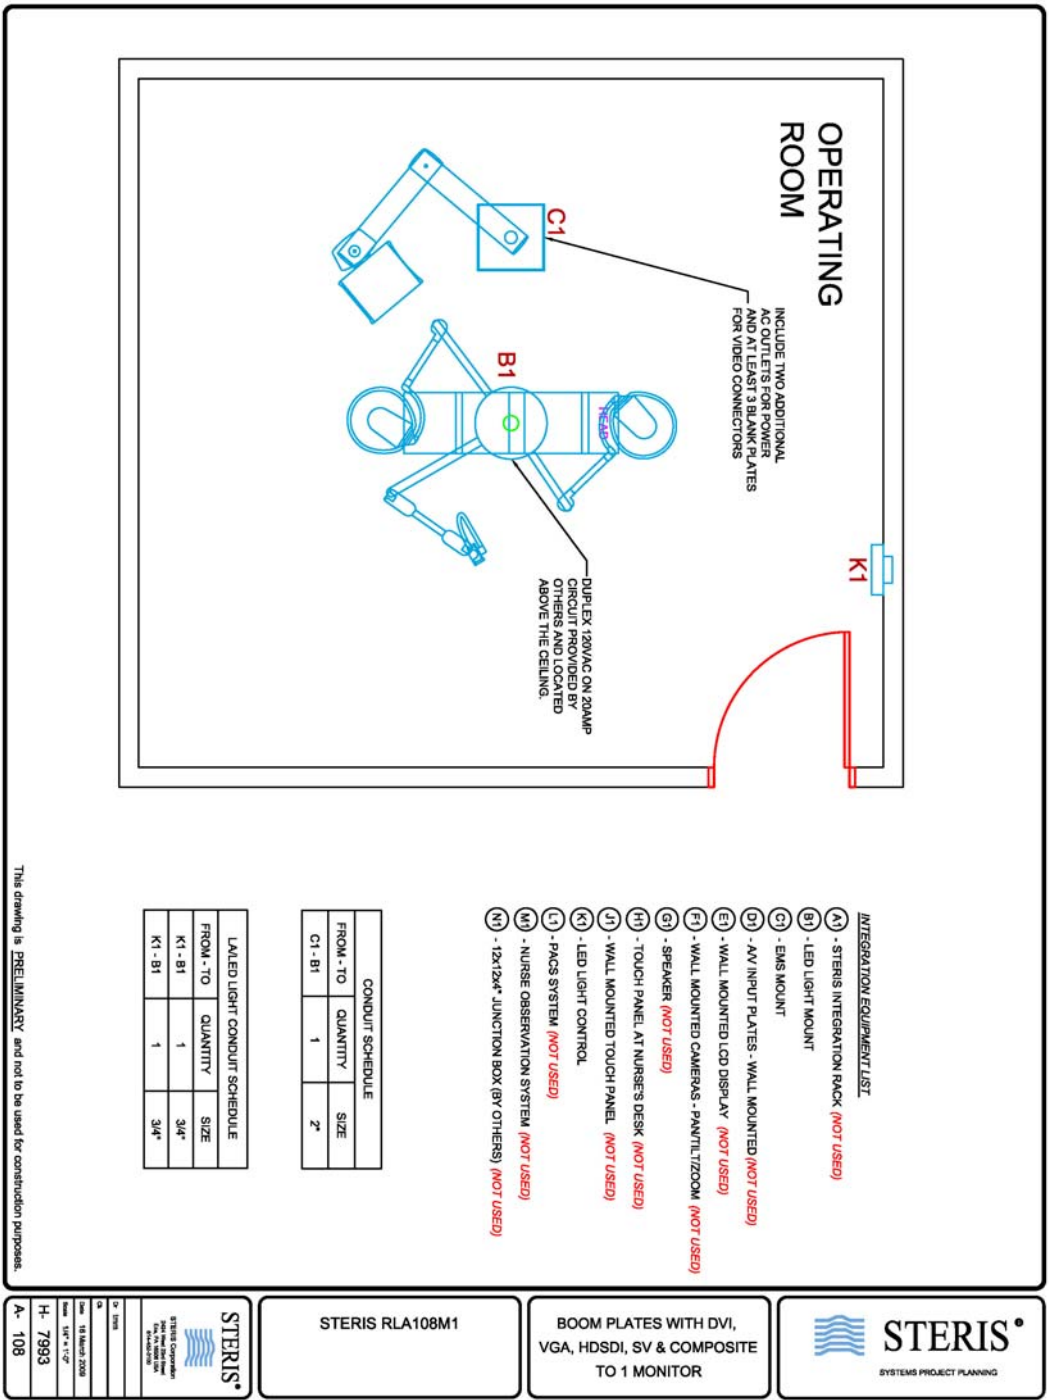 OPERATING
ROOM
K1
C1
INCLUDE TWO ADDITIONAL
AC OUTLETS FOR POWER
AND AT LEAST 3 BLANK PLATES
FOR VIDEO CONNECTORS
B1
HEAD
DUPLEX 120VAC ON 20AMP
CIRCUIT PROVIDED BY
OTHERS AND LOCATED
ABOVE THE CEILING.
INTEGRATION EQUIPMENT LIST
A1 - STERIS INTEGRATION RACK (NOT USED)
B1 - LED LIGHT MOUNT
C1 - EMS MOUNT
D1 - A/V INPUT PLATES - WALL MOUNTED (NOT USED)
E1 - WALL MOUNTED LCD DISPLAY (NOT USED)
F1 - WALL MOUNTED CAMERAS - PAN/TILT/ZOOM (NOT USED)
G1 - SPEAKER (NOT USED)
H1 - TOUCH PANEL AT NURSE'S DESK (NOT USED)
J1 - WALL MOUNTED TOUCH PANEL (NOT USED)
K1 - LED LIGHT CONTROL
L1 - PACS SYSTEM (NOT USED)
M1 - NURSE OBSERVATION SYSTEM (NOT USED)
N1 - 12x12x4" JUNCTION BOX (BY OTHERS) (NOT USED)
CONDUIT SCHEDULE
FROM - TO QUANTITY SIZE
C1 - B1 1 2"
LA/LED LIGHT CONDUIT SCHEDULE
FROM - TO QUANTITY SIZE
K1 - B1 1 3/4"
K1 - B1 1 3/4"
This drawing is PRELIMINARY and not to be used for construction purposes.
STERIS®
SYSTEMS PROJECT PLANNING
BOOM PLATES WITH DVI,
VGA, HDSDI, SV & COMPOSITE
TO 1 MONITOR
STERIS RLA108M1
STERIS®
STERIS Corporation
Dr
Ck
Date 16 March 2009
Scale 1/4" = 1'-0"
H- 7993
A- 108